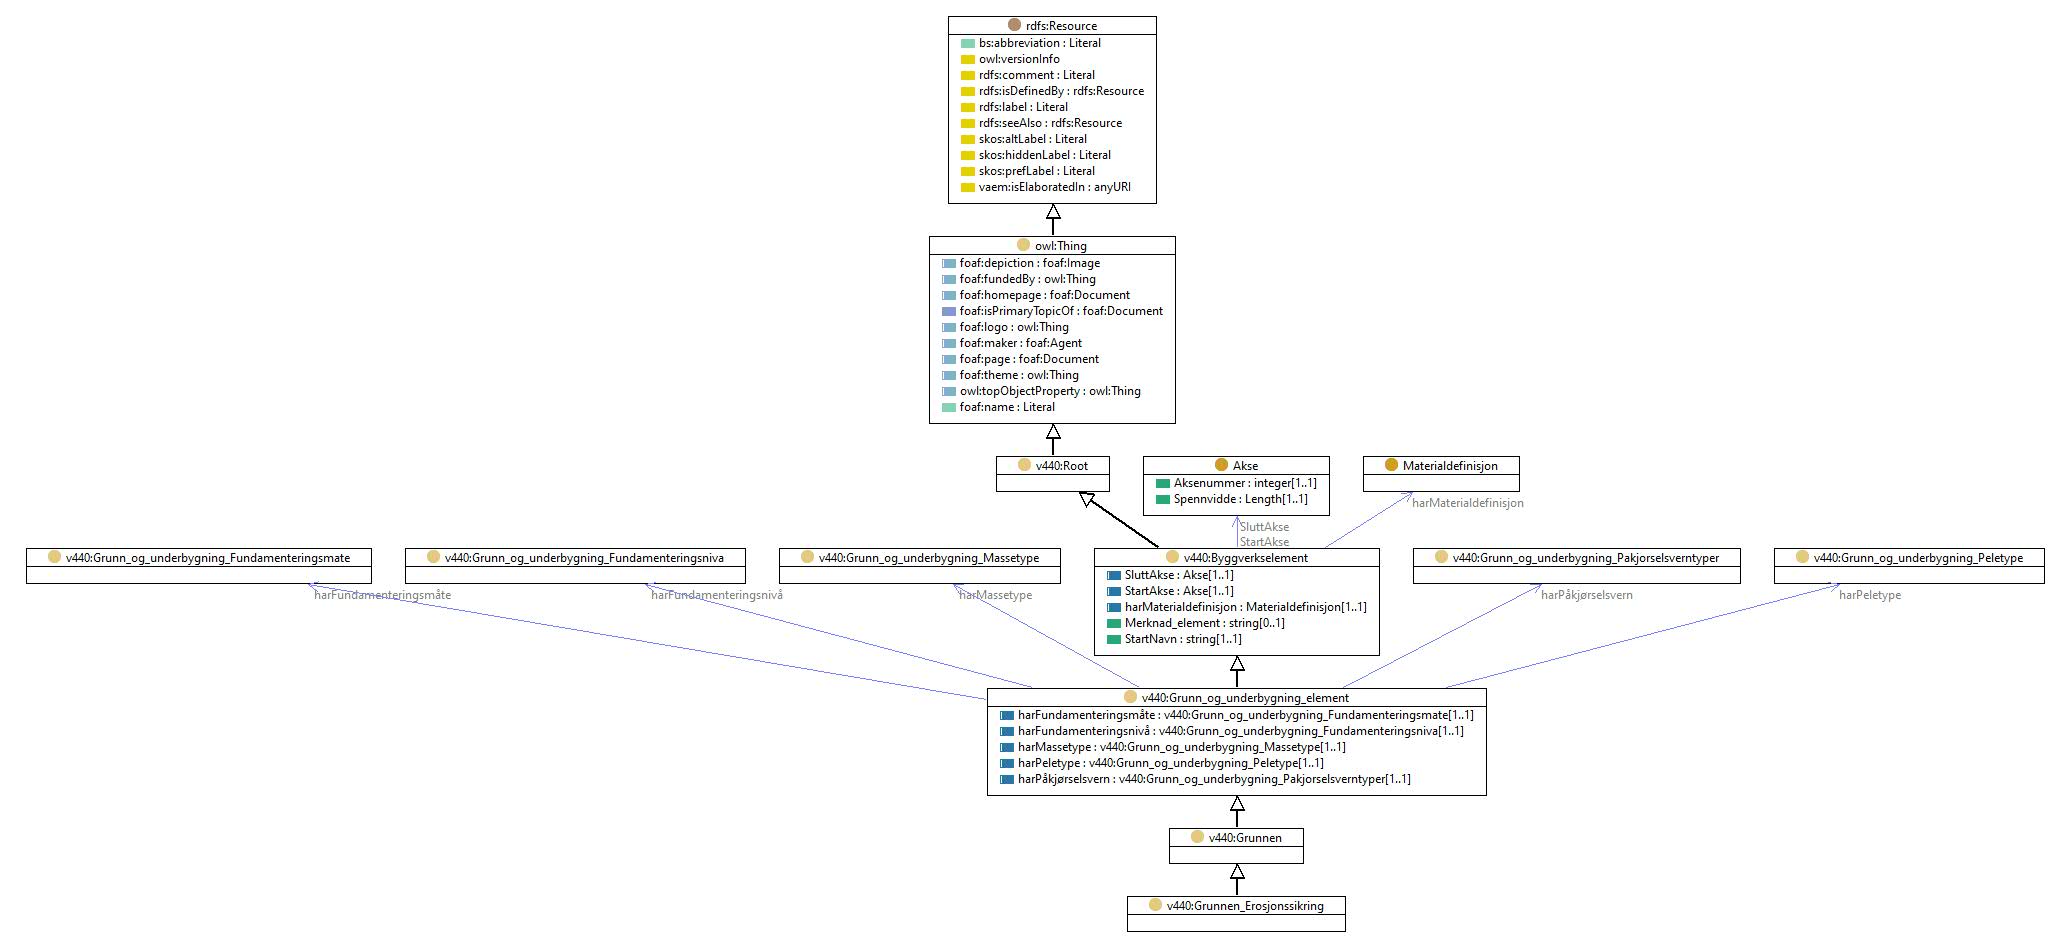 rdfs:Resource
bs:abbreviation : Literal
owl:versionInfo
rdfs:comment : Literal
rdfs:isDefinedBy : rdfs:Resource
rdfs:label : Literal
rdfs:seeAlso : rdfs:Resource
skos:altLabel : Literal
skos:hiddenLabel : Literal
skos:prefLabel : Literal
vaem:isElaboratedIn : anyURI
owl:Thing
foaf:depiction : foaf:Image
foaf:fundedBy : owl:Thing
foaf:homepage : foaf:Document
foaf:isPrimaryTopicOf : foaf:Document
foaf:logo : owl:Thing
foaf:maker : foaf:Agent
foaf:page : foaf:Document
foaf:theme : owl:Thing
owl:topObjectProperty : owl:Thing
foaf:name : Literal
v440:Root
Akse
Aksenummer : integer[1..1]
Spennvidde : Length[1..1]
Materialdefinisjon
harMaterialdefinisjon
SluttAkse
StartAkse
v440:Grunn_og_underbygning_Fundamenteringsmate
v440:Grunn_og_underbygning_Fundamenteringsniva
v440:Grunn_og_underbygning_Massetype
v440:Byggverkselement
SluttAkse : Akse[1..1]
StartAkse : Akse[1..1]
harMaterialdefinisjon : Materialdefinisjon[1..1]
Merknad_element : string[0..1]
StartNavn : string[1..1]
v440:Grunn_og_underbygning_Pakjorselsverntyper
v440:Grunn_og_underbygning_Peletype
harFundamenteringsmåte
harFundamenteringsnivå
harMassetype
harPåkjørselsvern
harPeletype
v440:Grunn_og_underbygning_element
harFundamenteringsmåte : v440:Grunn_og_underbygning_Fundamenteringsmate[1..1]
harFundamenteringsnivå : v440:Grunn_og_underbygning_Fundamenteringsniva[1..1]
harMassetype : v440:Grunn_og_underbygning_Massetype[1..1]
harPeletype : v440:Grunn_og_underbygning_Peletype[1..1]
harPåkjørselsvern : v440:Grunn_og_underbygning_Pakjorselsverntyper[1..1]
v440:Grunnen
v440:Grunnen_Erosjonssikring